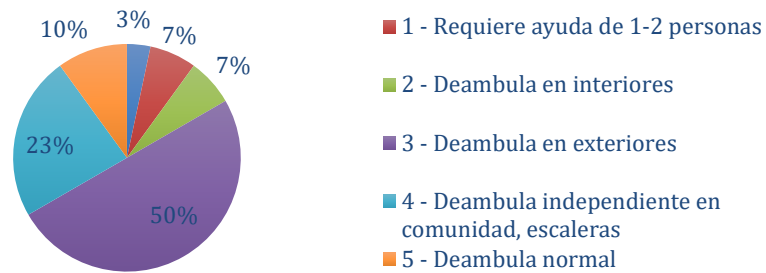 3%
10%
7%
7%
23%
50%
1 - Requiere ayuda de 1-2 personas
2 - Deambula en interiores
3 - Deambula en exteriores
4 - Deambula independiente en
comunidad, escaleras
5 - Deambula normal